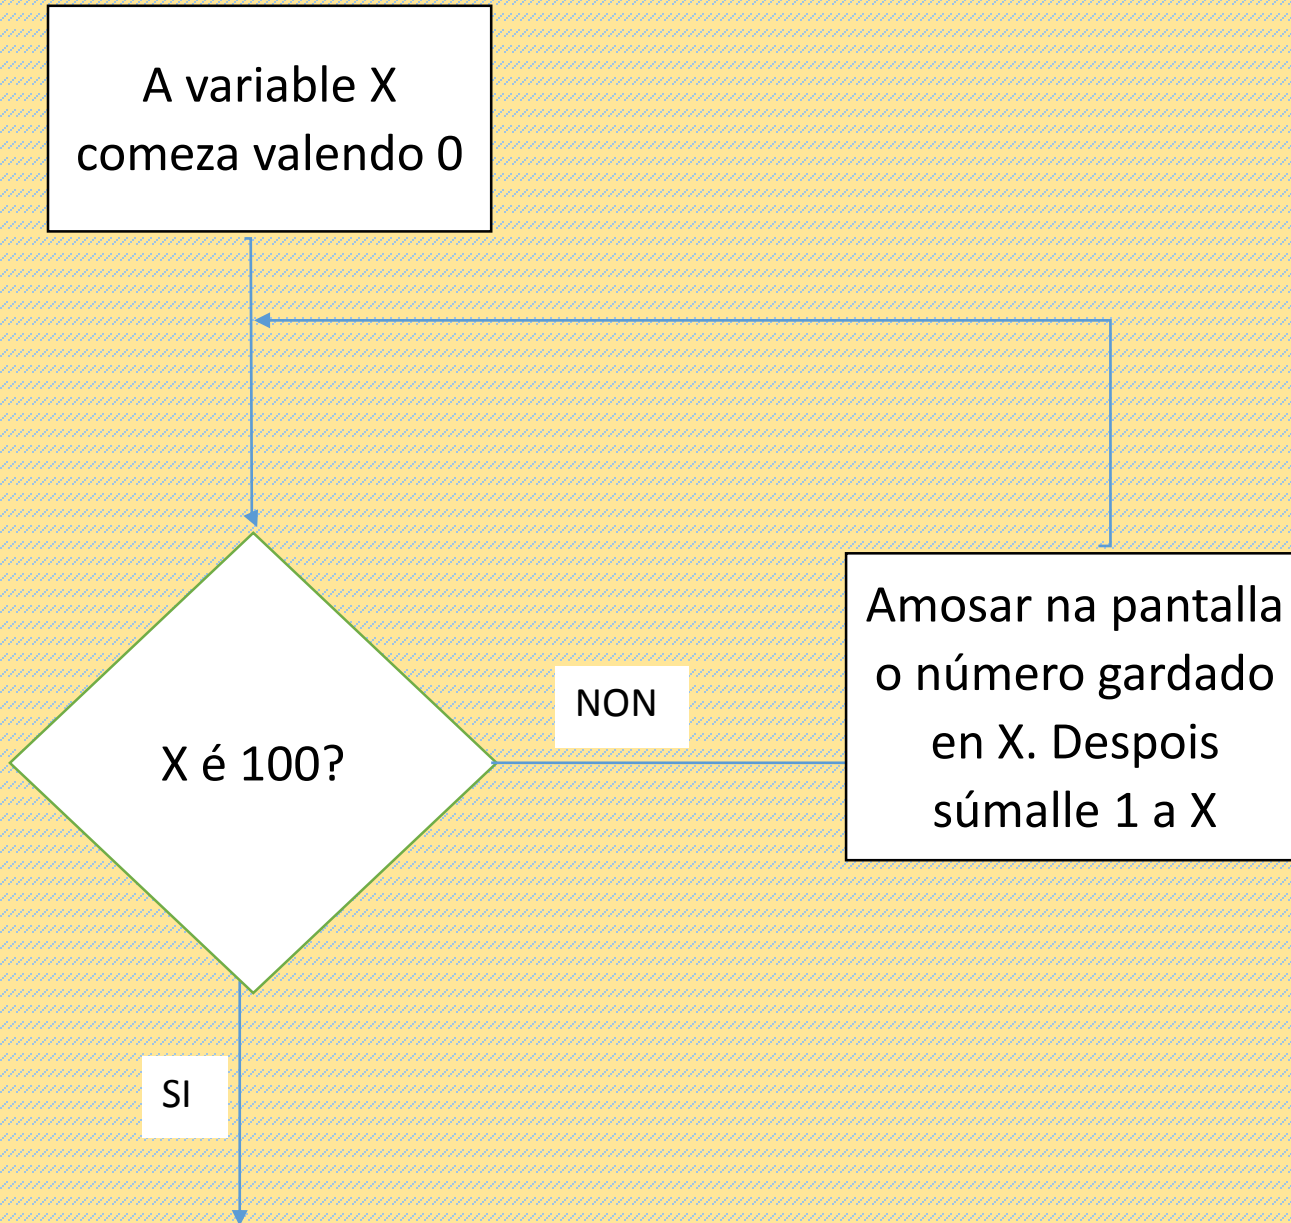 A variable X
comeza valendo 0
X é 100?
NON
Amosar na pantalla
o número gardado
en X. Despois
súmalle 1 a X
SI